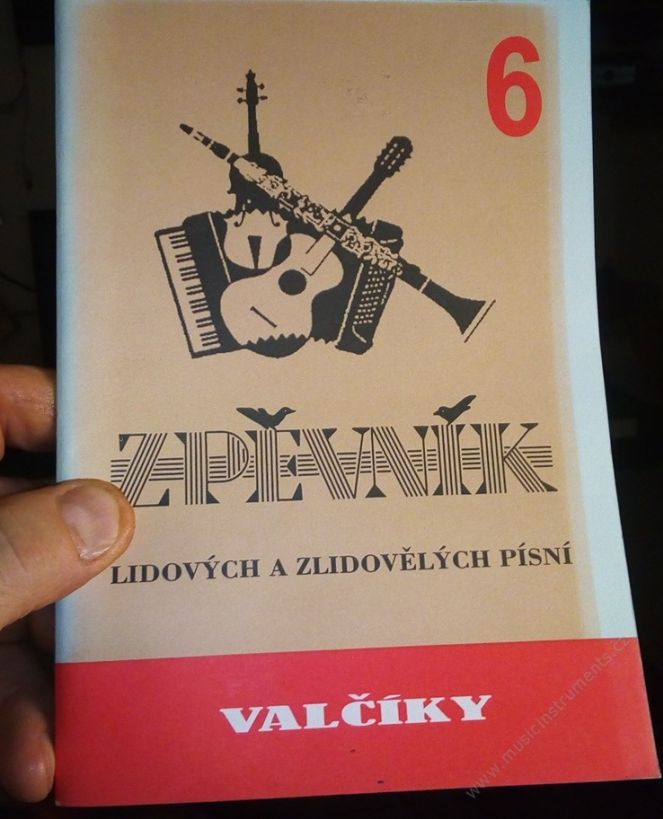 6
ZPĚVNÍK
LIDOVÝCH A ZLIDOVĚLÝCH PÍSNÍ
VALČÍKY
www.musicinstruments.cz